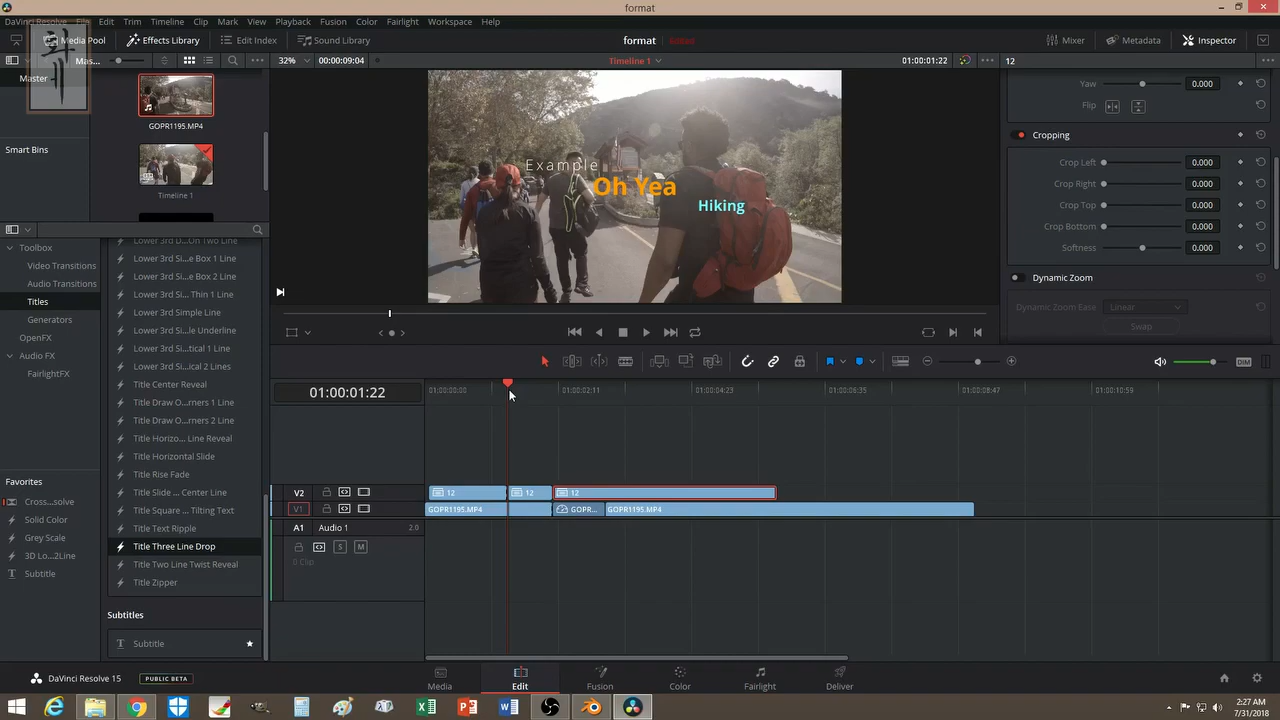 format
DaVinci Resolve File Edit Trim Timeline Clip Mark View Playback Fusion Color Fairlight Workspace Help
Media Pool Effects Library Edit Index Sound Library format Edited Mixer Metadata Inspector
Mas... 32% 00:00:09:04 Timeline 1 01:00:01:22 12
Master
GOPR1195.MP4
Smart Bins
Timeline 1
Example
Oh Yea
Hiking
Yaw 0.000
Flip
Cropping
Crop Left 0.000
Crop Right 0.000
Crop Top 0.000
Crop Bottom 0.000
Softness 0.000
Dynamic Zoom
Dynamic Zoom Ease Linear
Swap
Toolbox
Video Transitions
Audio Transitions
Titles
Generators
OpenFX
Audio FX
FairlightFX
Favorites
Cross...solve
Solid Color
Grey Scale
3D Lo...2Line
Subtitle
Lower 3rd D...Oh Two Line
Lower 3rd Si...e Box 1 Line
Lower 3rd Si...e Box 2 Line
Lower 3rd Si... Thin 1 Line
Lower 3rd Simple Line
Lower 3rd Si...le Underline
Lower 3rd Si...tical 1 Line
Lower 3rd Si...ical 2 Lines
Title Center Reveal
Title Draw O...rners 1 Line
Title Draw O...rners 2 Line
Title Horizo... Line Reveal
Title Horizontal Slide
Title Rise Fade
Title Slide ... Center Line
Title Square ... Tilting Text
Title Text Ripple
Title Three Line Drop
Title Two Line Twist Reveal
Title Zipper
Subtitles
Subtitle
DIM
01:00:01:22 01:00:00:00 01:00:02:11 01:00:04:23 01:00:06:35 01:00:08:47 01:00:10:59
V2 12 12 12
V1 GOPR1195.MP4 GOPR... GOPR1195.MP4
A1 Audio 1 2.0
S M
0 Clip
DaVinci Resolve 15 PUBLIC BETA
Media Edit Fusion Color Fairlight Deliver
2:27 AM
7/31/2018